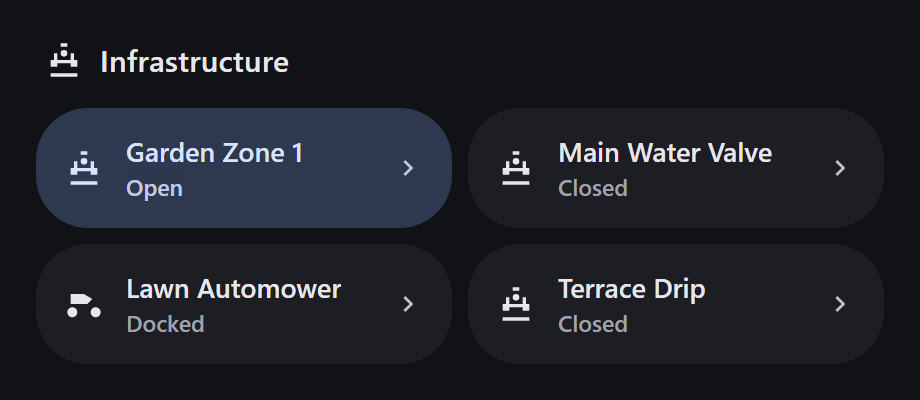 Infrastructure
Garden Zone 1
Open
Main Water Valve
Closed
Lawn Automower
Docked
Terrace Drip
Closed